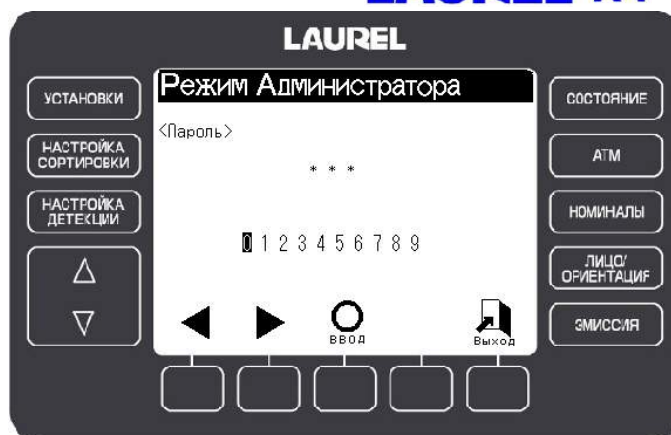 LAUREL
УСТАНОВКИ
НАСТРОЙКА
СОРТИРОВКИ
НАСТРОЙКА
ДЕТЕКЦИИ
Режим Администратора
<Пароль>
* * *
0 1 2 3 4 5 6 7 8 9
ВВОД
Выход
СОСТОЯНИЕ
АТМ
НОМИНАЛЫ
ЛИЦО/
ОРИЕНТАЦИЯ
ЭМИССИЯ